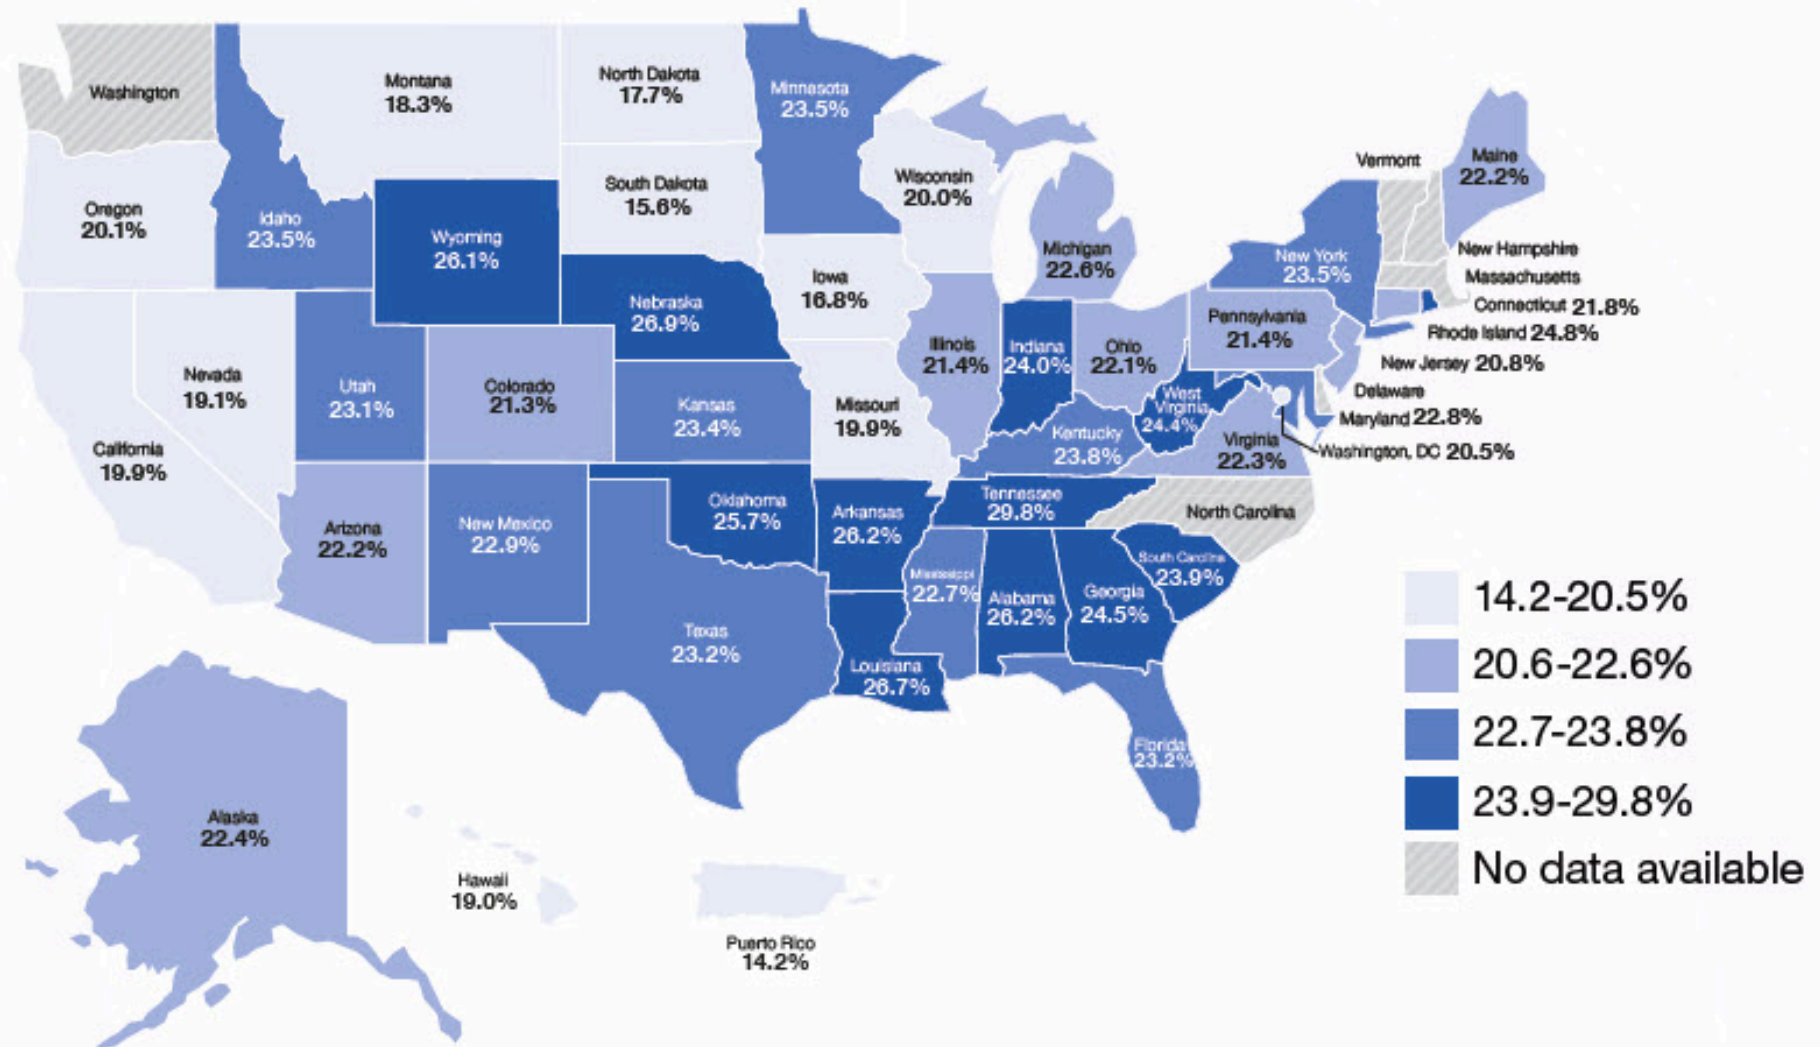 Washington
Montana
18.3%
North Dakota
17.7%
Minnesota
23.5%
Oregon
20.1%
Idaho
23.5%
Wyoming
26.1%
South Dakota
15.6%
Wisconsin
20.0%
Michigan
22.6%
Vermont
Maine
22.2%
New York
23.5%
New Hampshire
Massachusetts
Connecticut 21.8%
Rhode Island 24.8%
New Jersey 20.8%
Delaware
Maryland 22.8%
Washington, DC 20.5%
Nebraska
26.9%
Iowa
16.8%
Illinois
21.4%
Indiana
24.0%
Ohio
22.1%
Pennsylvania
21.4%
Nevada
19.1%
Utah
23.1%
Colorado
21.3%
Kansas
23.4%
Missouri
19.9%
Kentucky
23.8%
West
Virginia
24.4%
Virginia
22.3%
California
19.9%
Arizona
22.2%
New Mexico
22.9%
Oklahoma
25.7%
Arkansas
26.2%
Tennessee
29.8%
North Carolina
South Carolina
23.9%
Mississippi
22.7%
Alabama
26.2%
Georgia
24.5%
Texas
23.2%
Louisiana
26.7%
Florida
23.2%
Alaska
22.4%
Hawaii
19.0%
Puerto Rico
14.2%
14.2-20.5%
20.6-22.6%
22.7-23.8%
23.9-29.8%
No data available